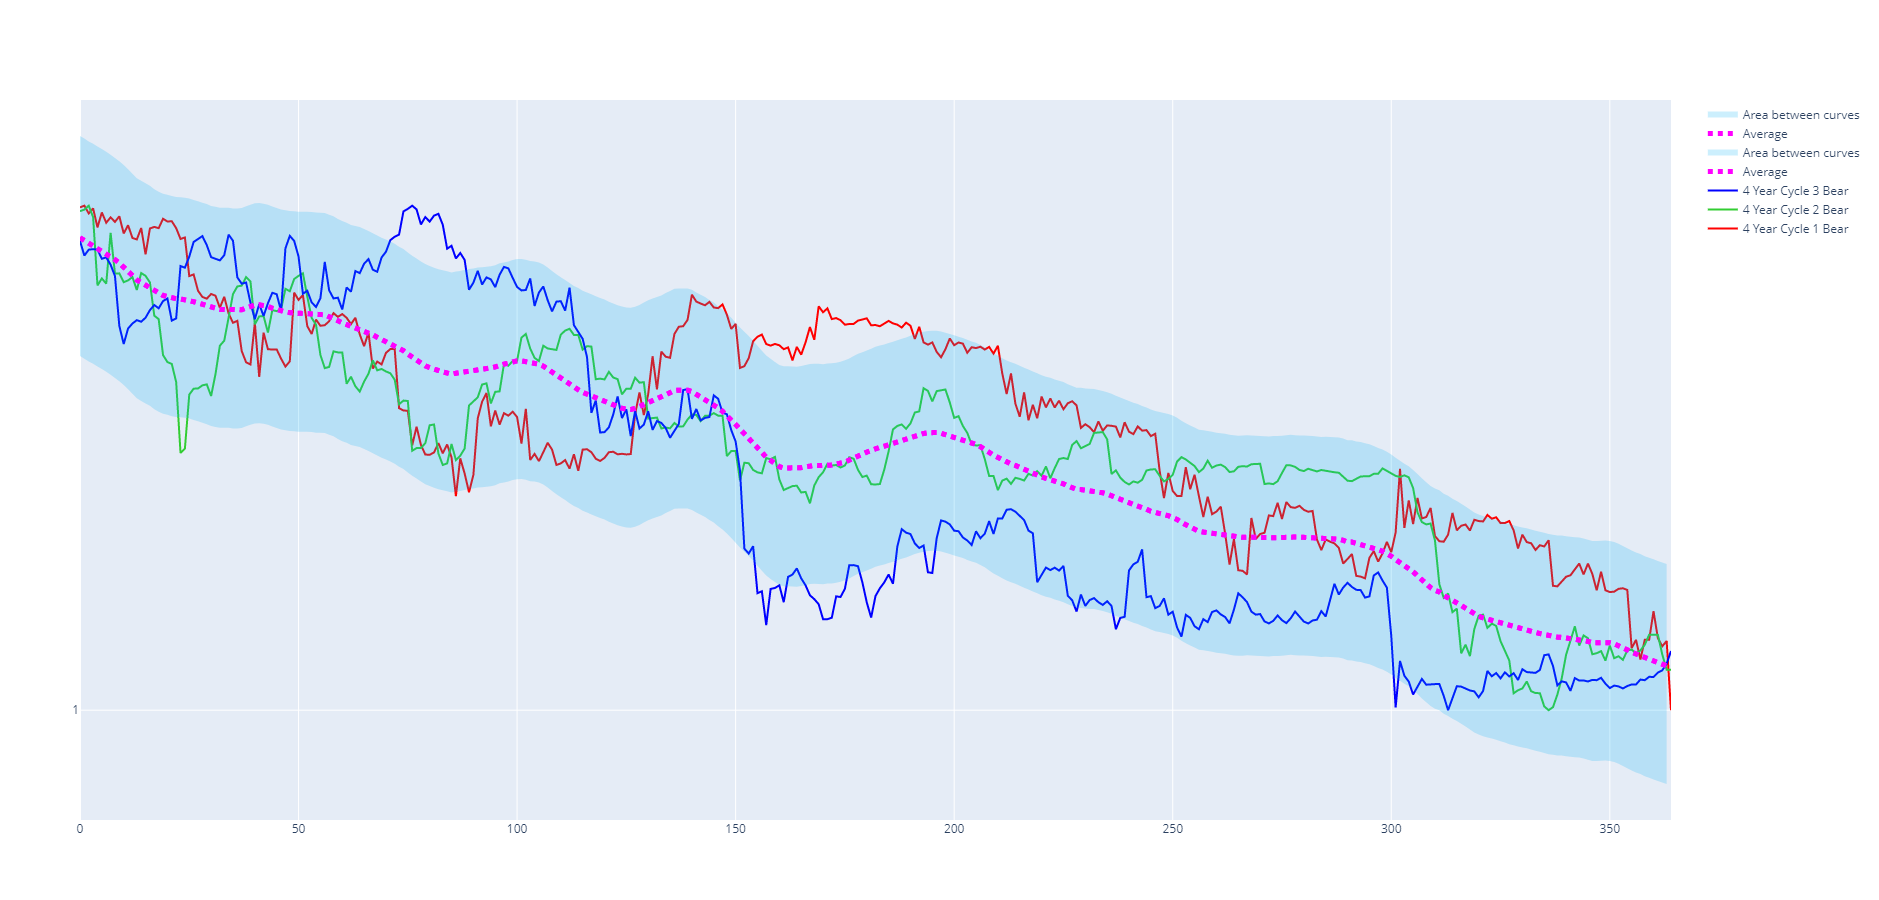 Area between curves
Average
Area between curves
Average
4 Year Cycle 3 Bear
4 Year Cycle 2 Bear
4 Year Cycle 1 Bear
1
0 50 100 150 200 250 300 350